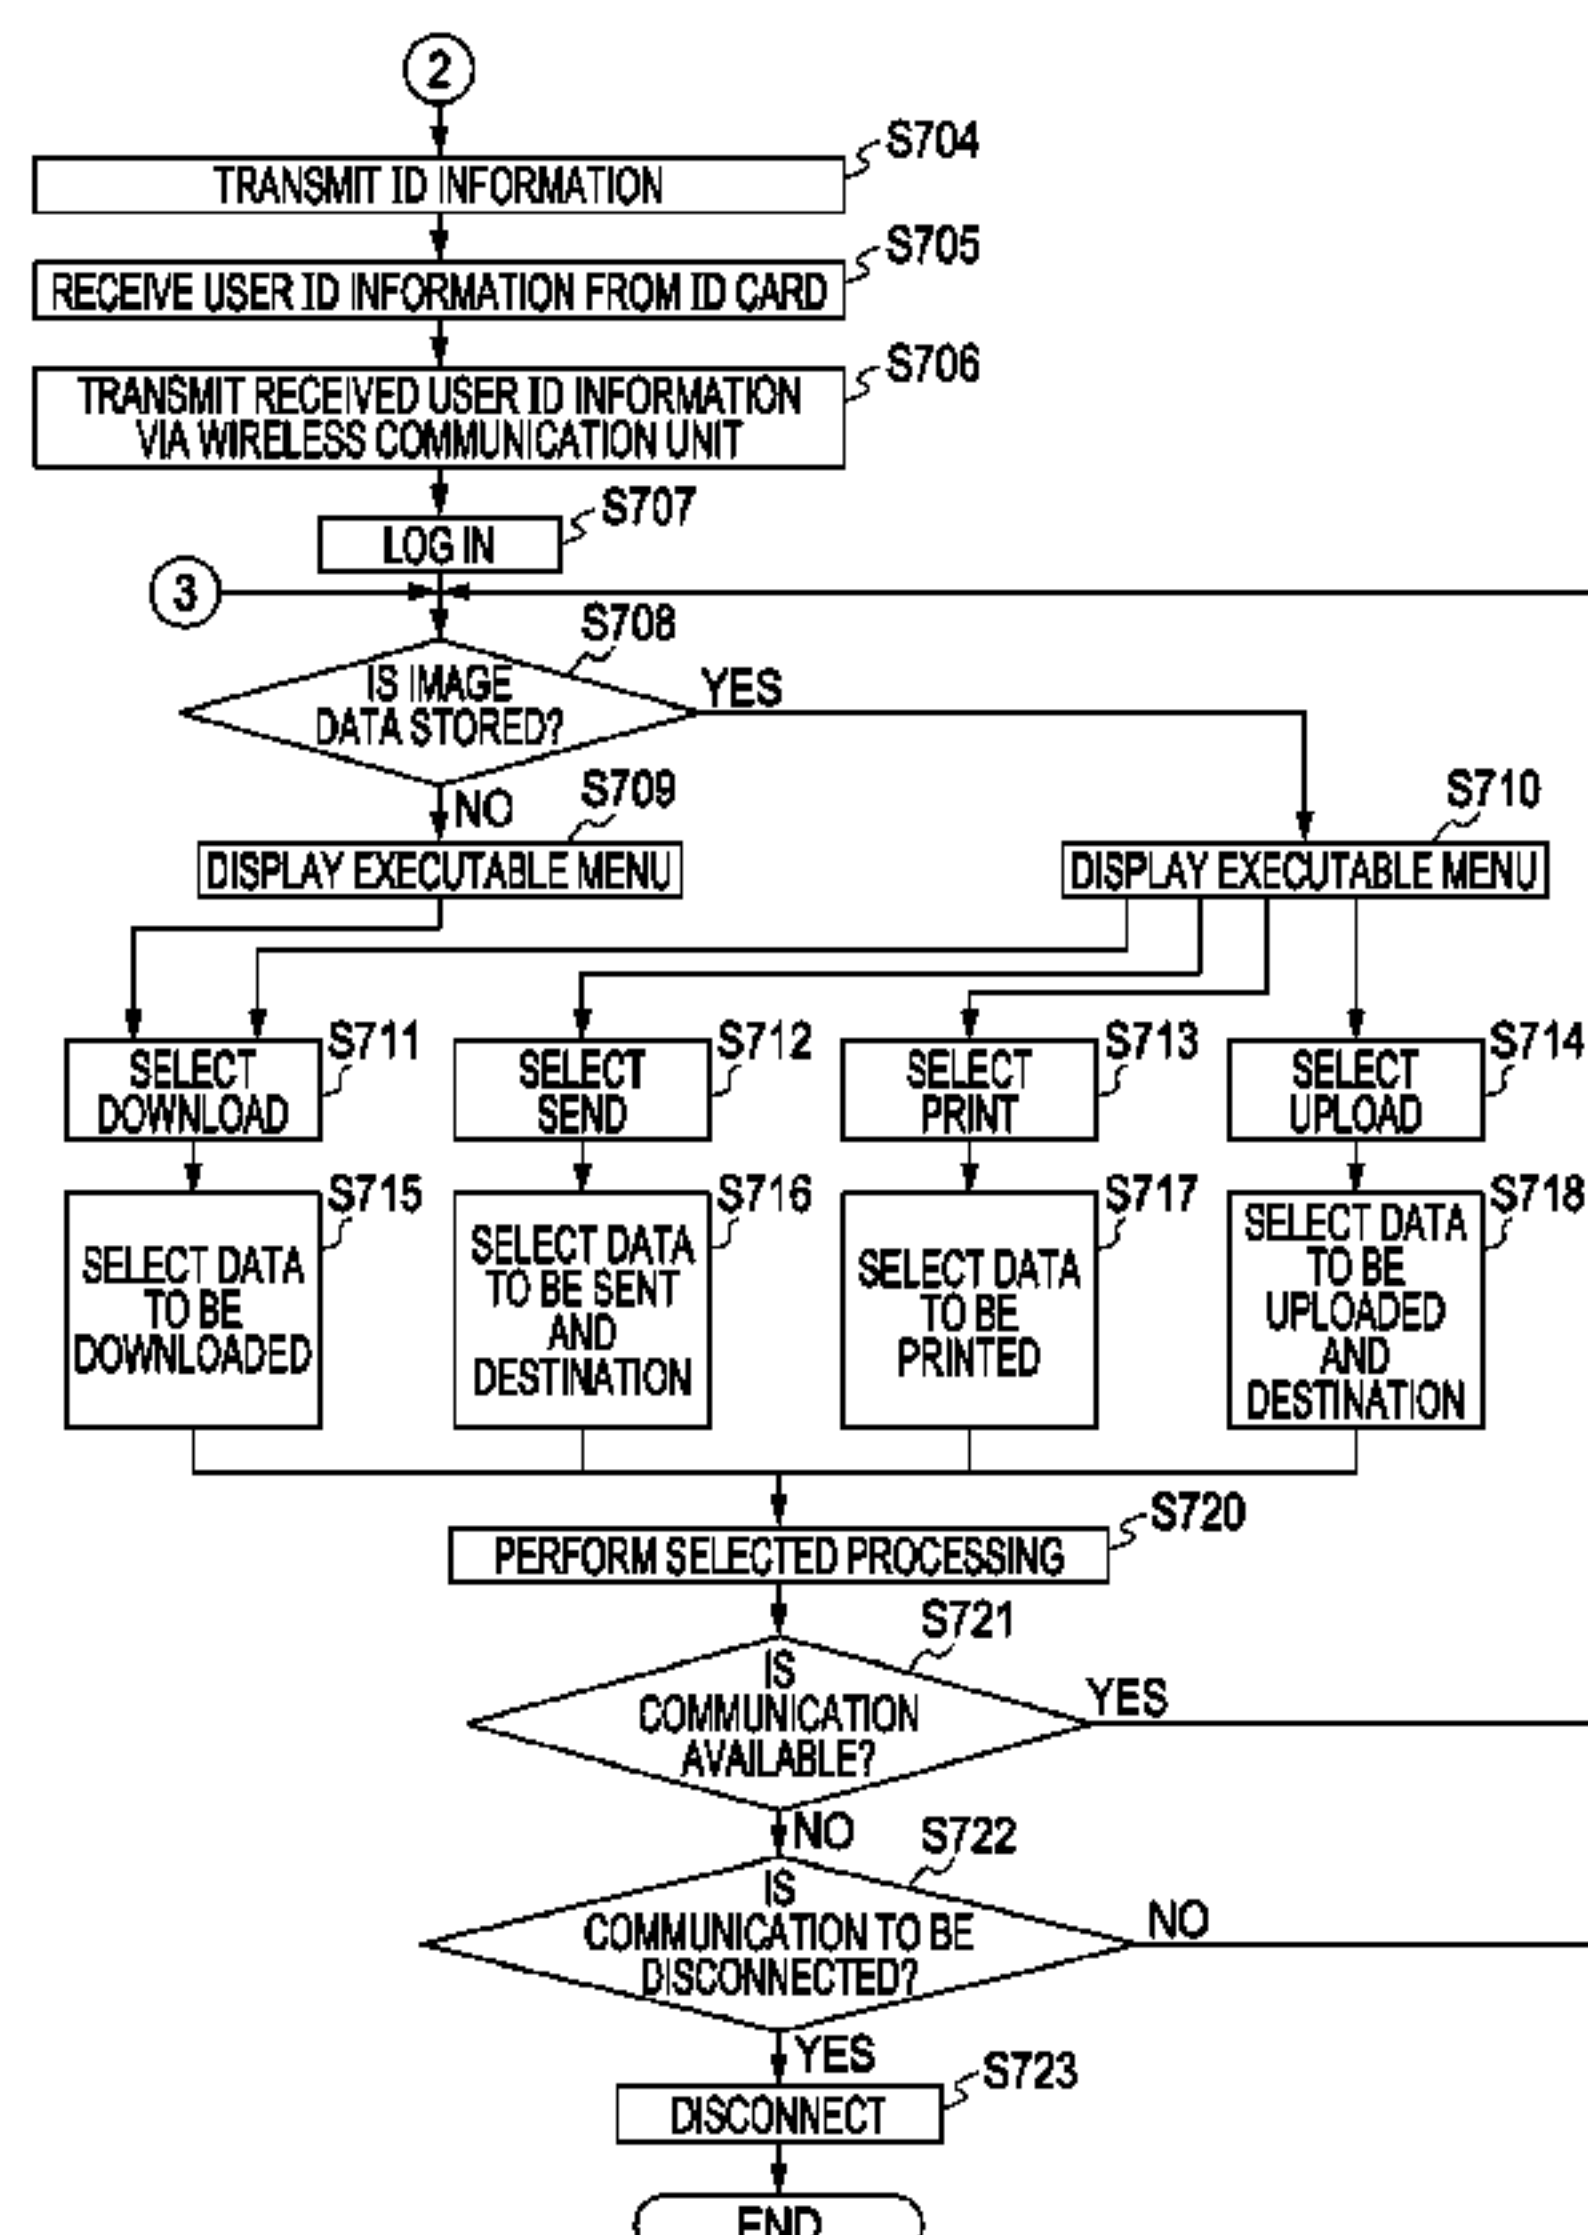 2
S704
TRANSMIT ID INFORMATION
S705
RECEIVE USER ID INFORMATION FROM ID CARD
S706
TRANSMIT RECEIVED USER ID INFORMATION
VIA WIRELESS COMMUNICATION UNIT
S707
LOG IN
3
S708
IS IMAGE
DATA STORED?
YES
NO
S709
DISPLAY EXECUTABLE MENU
S710
DISPLAY EXECUTABLE MENU
S711
SELECT
DOWNLOAD
S712
SELECT
SEND
S713
SELECT
PRINT
S714
SELECT
UPLOAD
S715
SELECT DATA
TO BE
DOWNLOADED
S716
SELECT DATA
TO BE SENT
AND
DESTINATION
S717
SELECT DATA
TO BE
PRINTED
S718
SELECT DATA
TO BE
UPLOADED
AND
DESTINATION
S720
PERFORM SELECTED PROCESSING
S721
IS
COMMUNICATION
AVAILABLE?
YES
NO
S722
IS
COMMUNICATION TO BE
DISCONNECTED?
NO
YES
S723
DISCONNECT
END